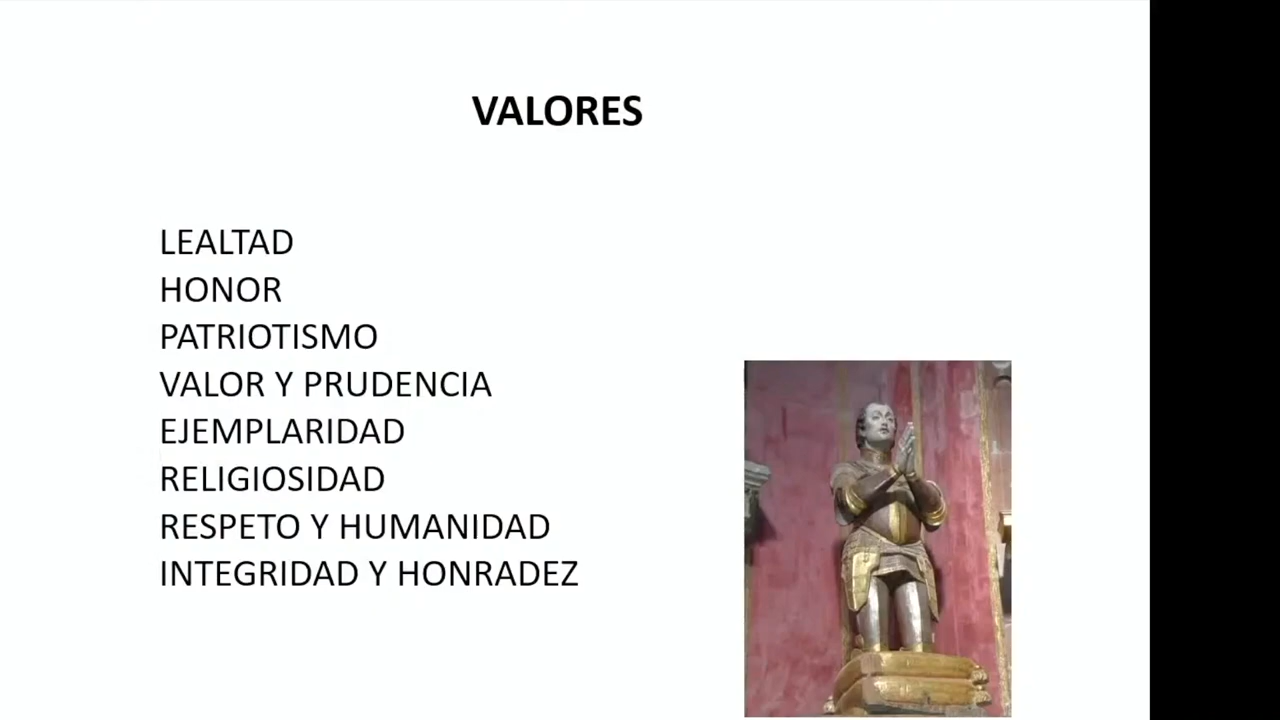 VALORES
LEALTAD
HONOR
PATRIOTISMO
VALOR Y PRUDENCIA
EJEMPLARIDAD
RELIGIOSIDAD
RESPETO Y HUMANIDAD
INTEGRIDAD Y HONRADEZ